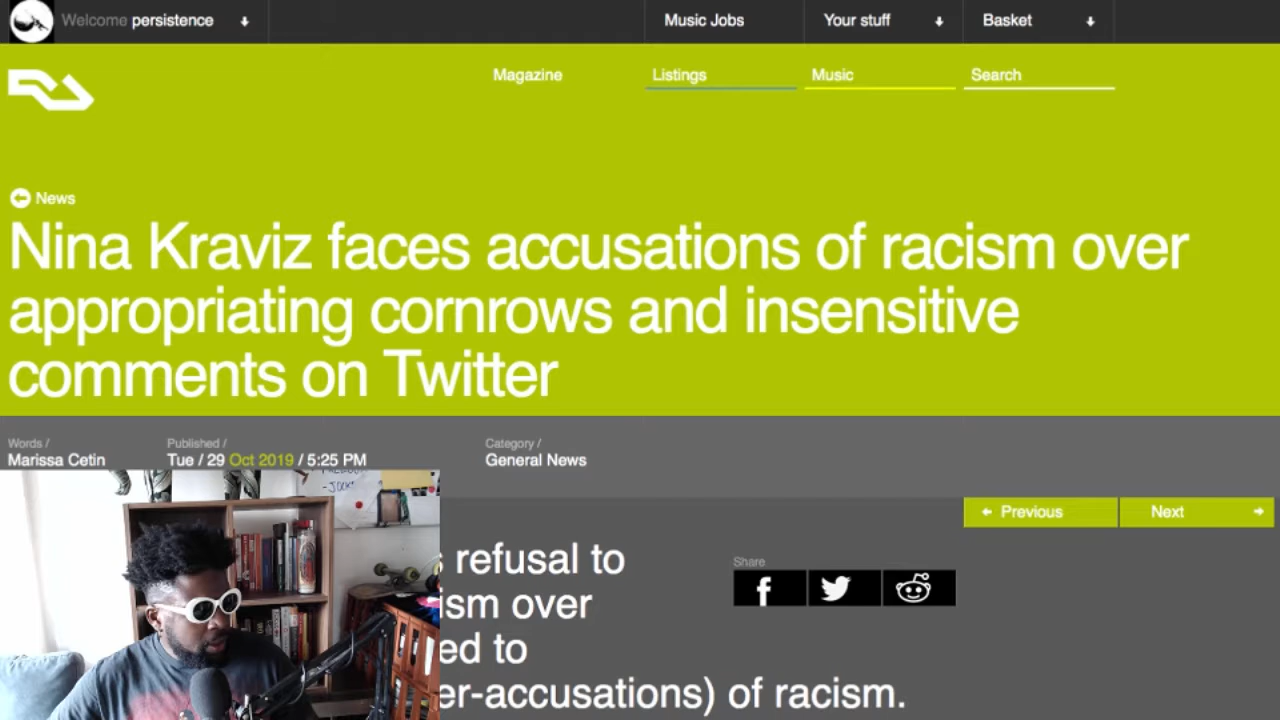 Welcome persistence
Music Jobs
Your stuff
Basket
Magazine
Listings
Music
Search
News
Nina Kraviz faces accusations of racism over
appropriating cornrows and insensitive
comments on Twitter
Words /
Marissa Cetin
Published /
Tue / 29 Oct 2019 / 5:25 PM
Category /
General News
Previous
Next
Share
refusal to
ism over
ed to
er-accusations) of racism.